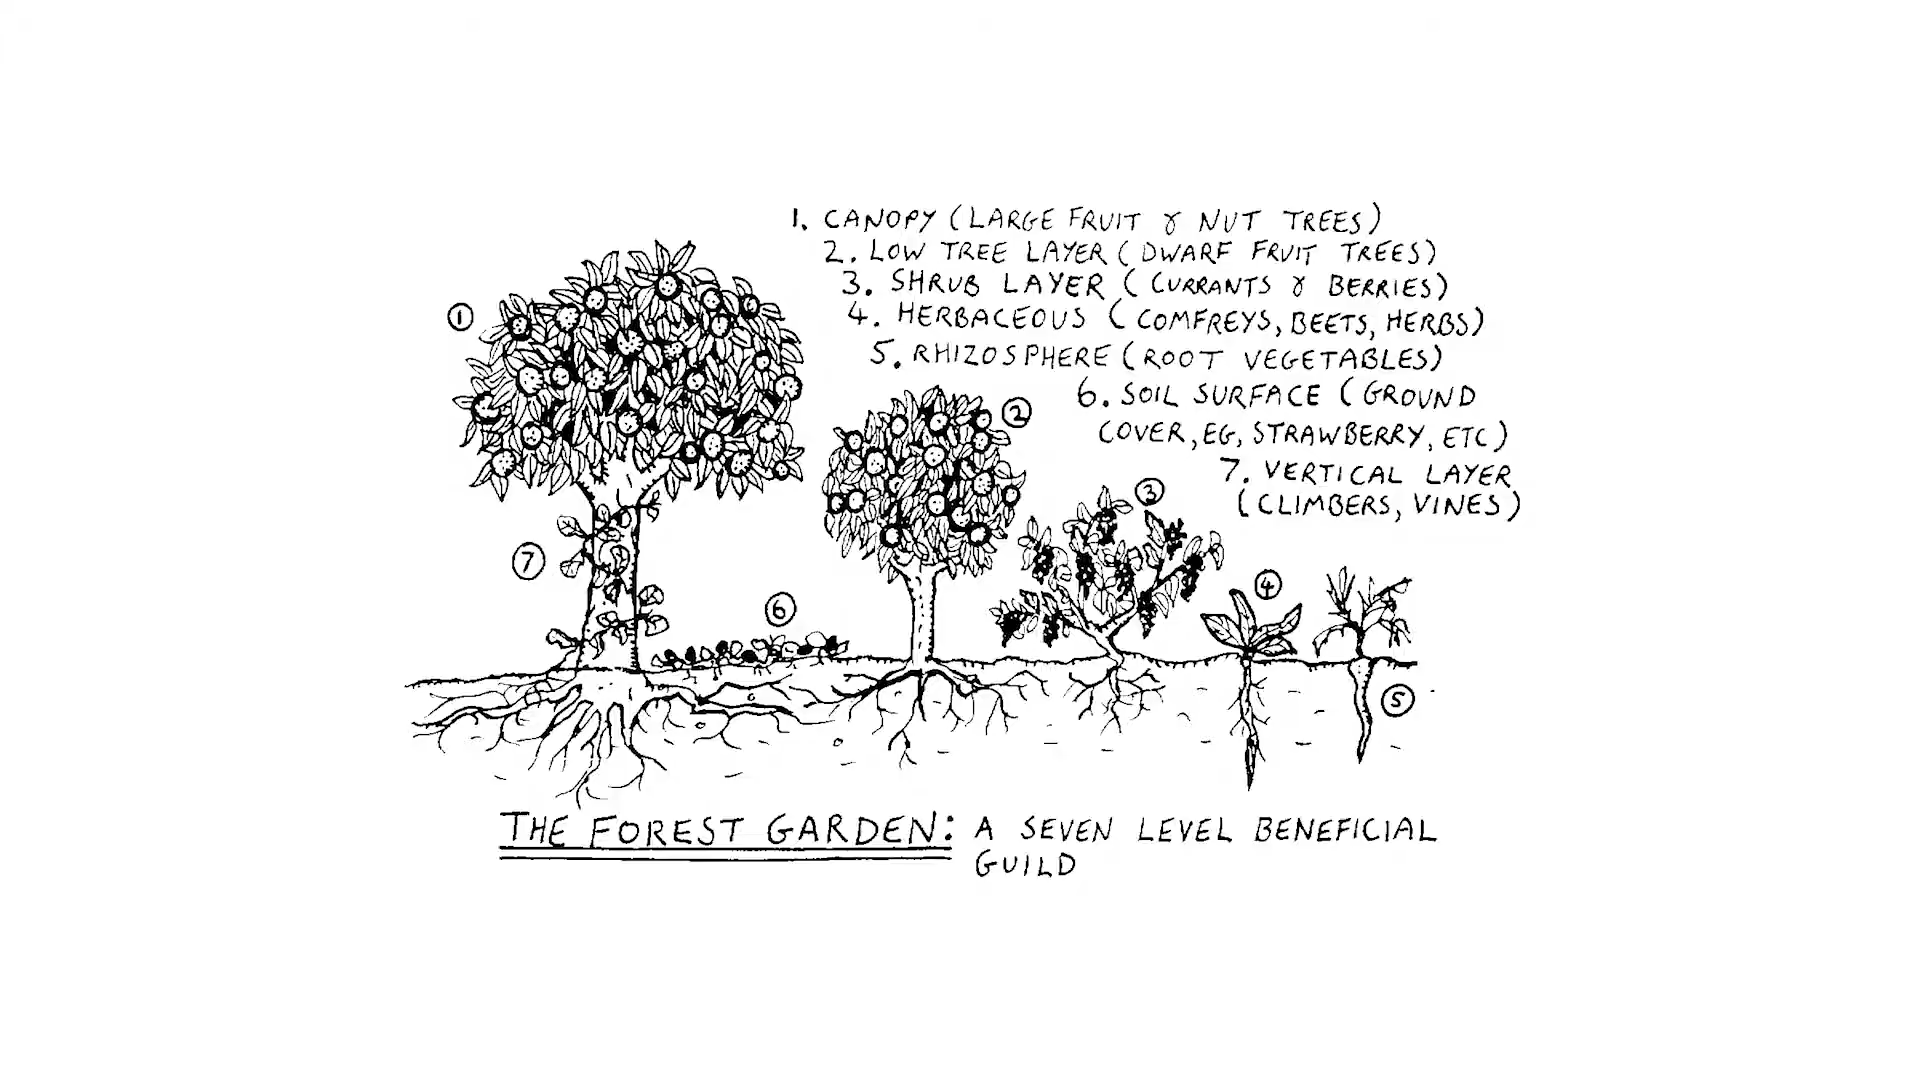 1. CANOPY (LARGE FRUIT & NUT TREES)
2. LOW TREE LAYER (DWARF FRUIT TREES)
3. SHRUB LAYER (CURRANTS & BERRIES)
4. HERBACEOUS (COMFREYS, BEETS, HERBS)
5. RHIZOSPHERE (ROOT VEGETABLES)
6. SOIL SURFACE (GROUND
COVER, EG, STRAWBERRY, ETC)
7. VERTICAL LAYER
(CLIMBERS, VINES)
1
2
3
7
4
6
5
THE FOREST GARDEN: A SEVEN LEVEL BENEFICIAL
GUILD